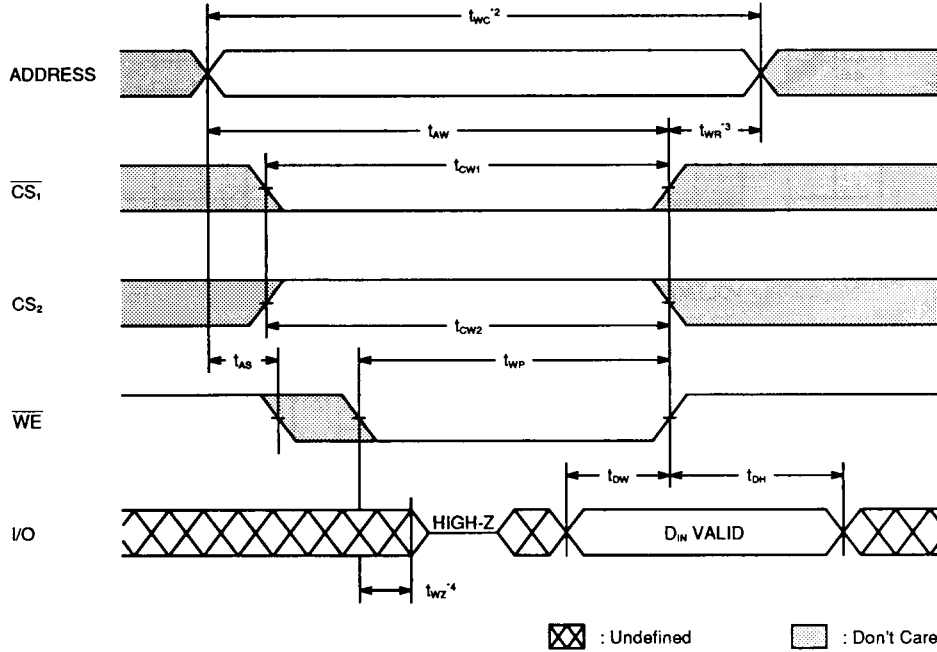 tWC*2
ADDRESS
tAW
tWR*3
tCW1
CS1
CS2
tCW2
tAS
tWP
WE
tDW
tDH
I/O
HIGH-Z
DIN VALID
tWZ*4
: Undefined
: Don't Care